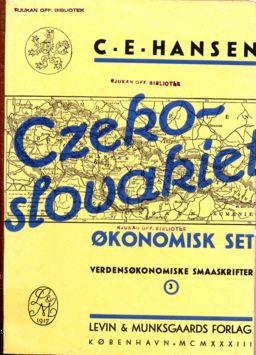 RJUKAN OFF. BIBLIOTEK
C. E. HANSEN
RJUKAN OFF. BIBLIOTEK
Czeko-
slovakiet
RJUKAN OFF. BIBLIOTEK
ØKONOMISK SET
VERDENSØKONOMISKE SMAASKRIFTER
3
L & M
1917
LEVIN & MUNKSGAARDS FORLAG
KØBENHAVN · MCMXXXIII